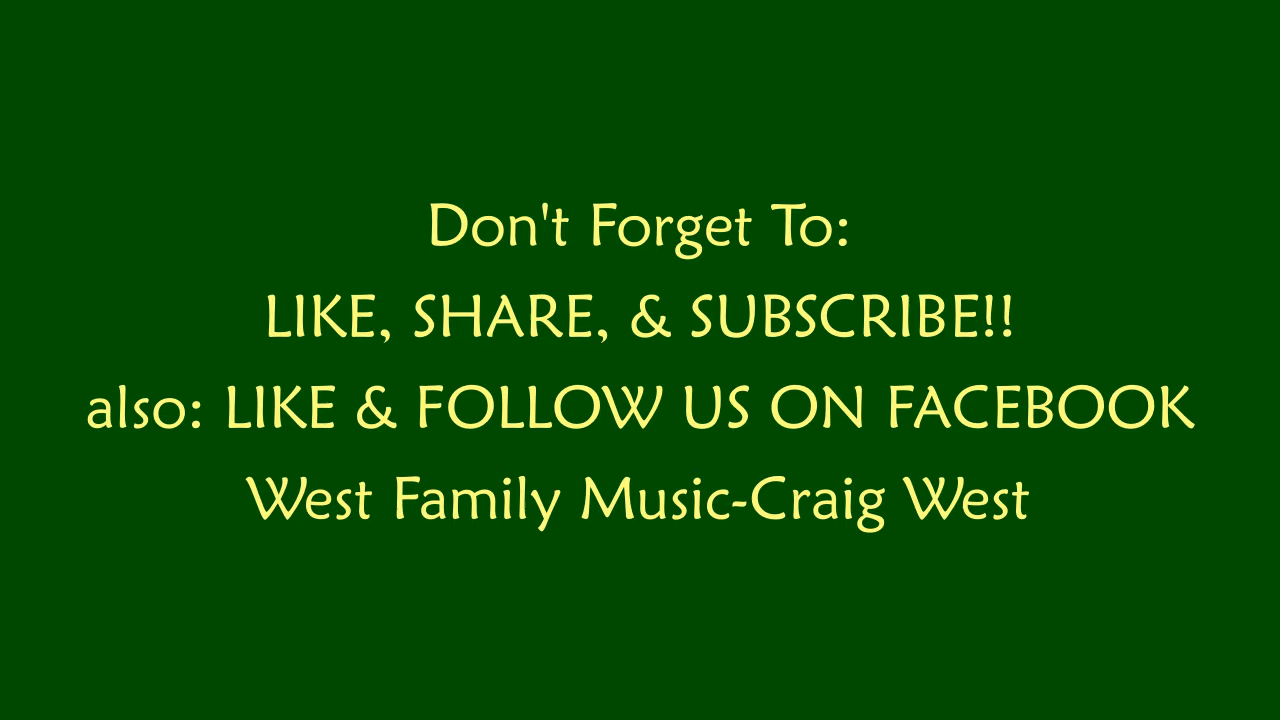 Don't Forget To:
LIKE, SHARE, & SUBSCRIBE!!
also: LIKE & FOLLOW US ON FACEBOOK
West Family Music-Craig West